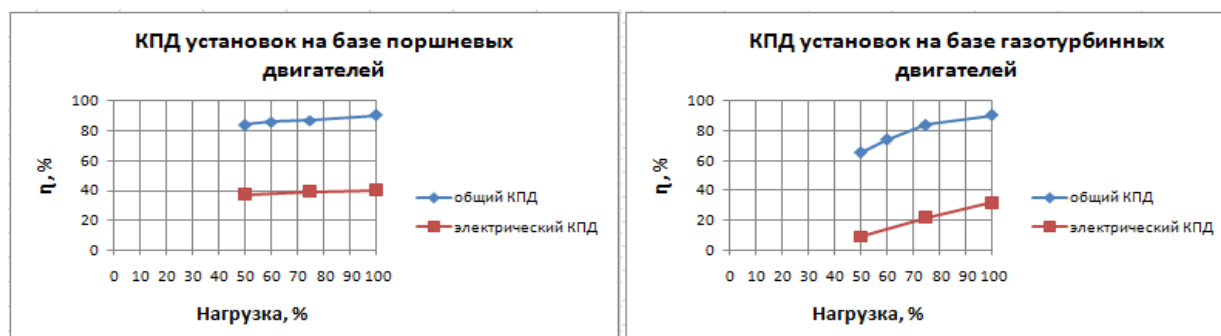 КПД установок на базе поршневых
двигателей
100
80
60
40
20
0
η, %
0 10 20 30 40 50 60 70 80 90 100
Нагрузка, %
общий КПД
электрический КПД
КПД установок на базе газотурбинных
двигателей
100
80
60
40
20
0
η, %
0 10 20 30 40 50 60 70 80 90 100
Нагрузка, %
общий КПД
электрический КПД